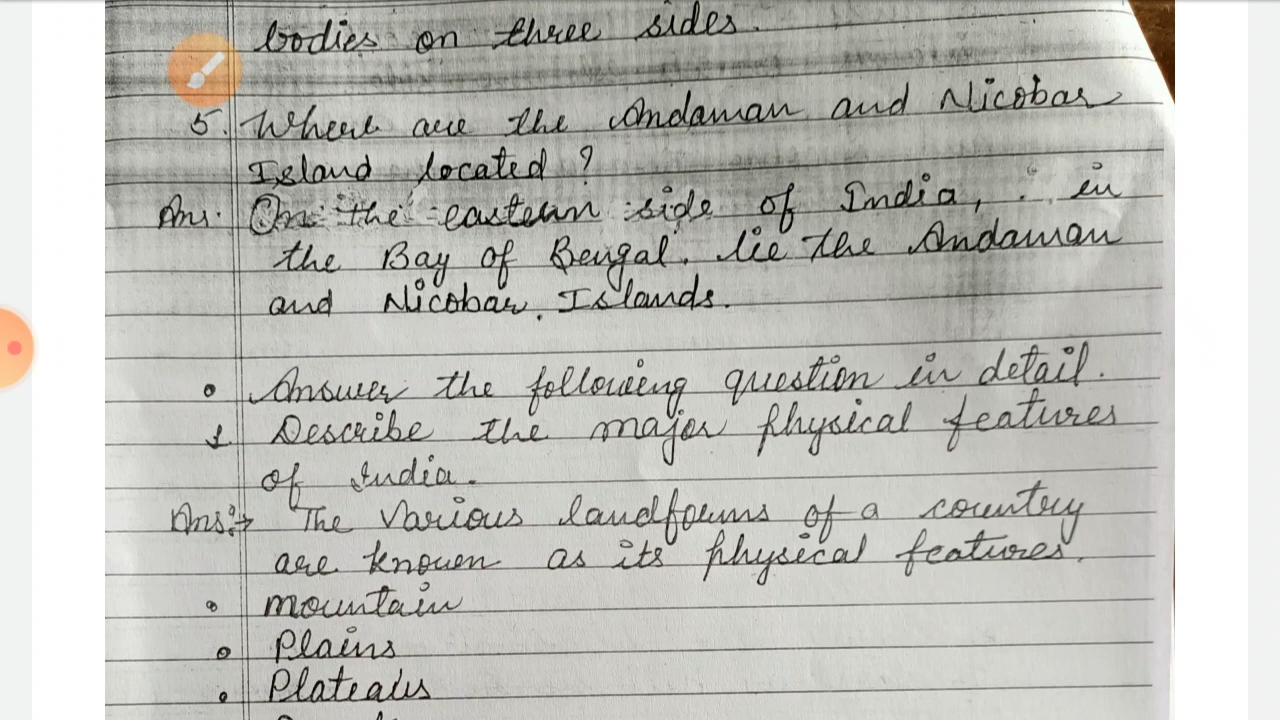 bodies on three sides.
5. Where are the Andaman and Nicobar
Island located ?
Ans. On the eastern side of India, in
the Bay of Bengal. lie the Andaman
and Nicobar. Islands.
• Answer the following question in detail.
1 Describe the major physical features
of India.
Ans:→ The various landforms of a country
are known as its physical features.
• mountain
• Plains
• Plateaus